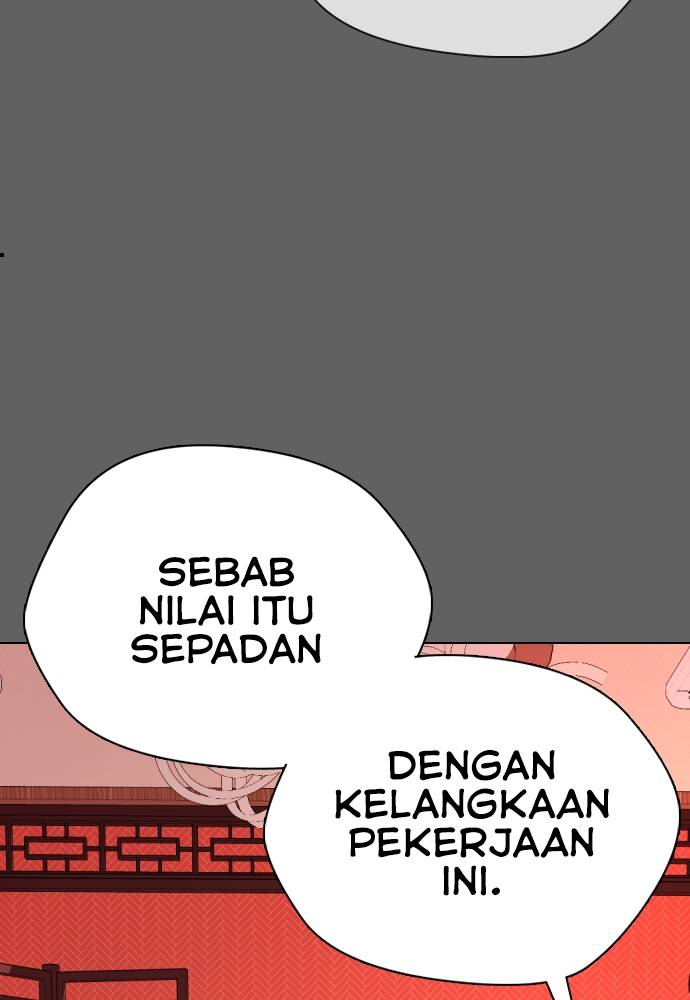 SEBAB
NILAI ITU
SEPADAN
DENGAN
KELANGKAAN
PEKERJAAN
INI.